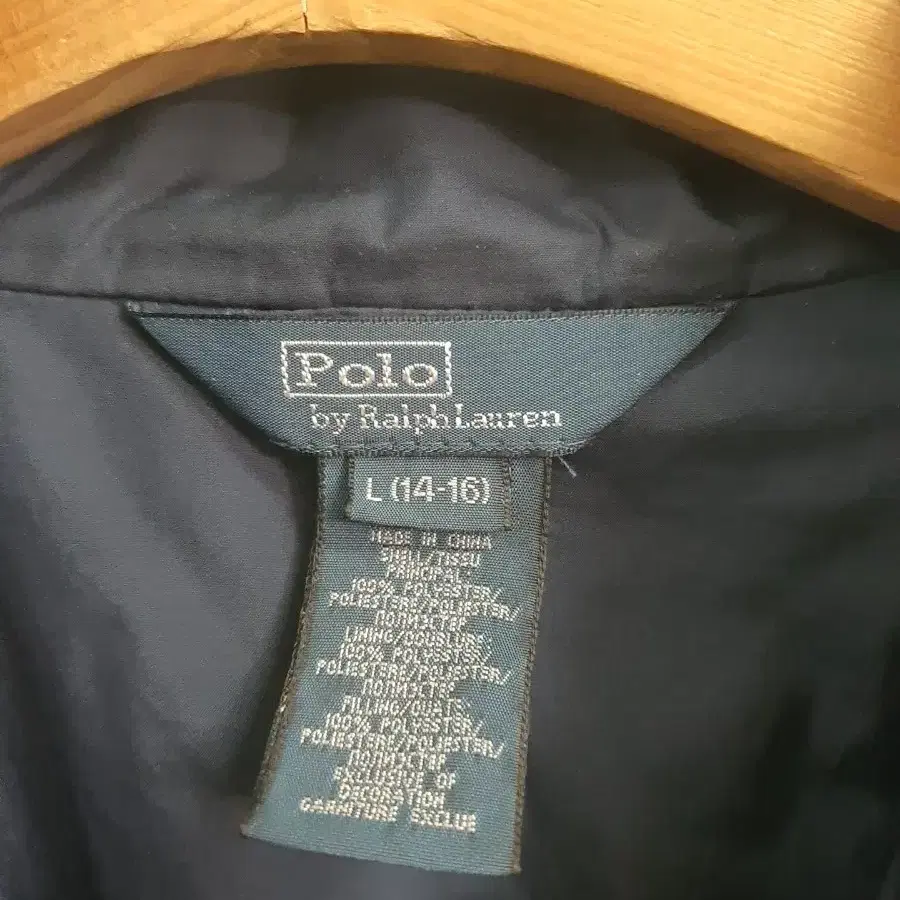 Polo
by Ralph Lauren
L (14-16)
MADE IN CHINA
SHELL/TISSU
PRINCIPAL:
100% POLYESTER/
POLIESTERE/POLIESTER/
ПОЛИЭСТЕР
LINING/DOUBLURE:
100% POLYESTER/
POLIESTERE/POLIESTER/
ПОЛИЭСТЕР
FILLING/
100% POLYESTER/
POLIESTERE/POLIESTER/
ПОЛИЭСТЕР
EXCLUSIVE OF
DECORATION
GARNITURE EXCLUE